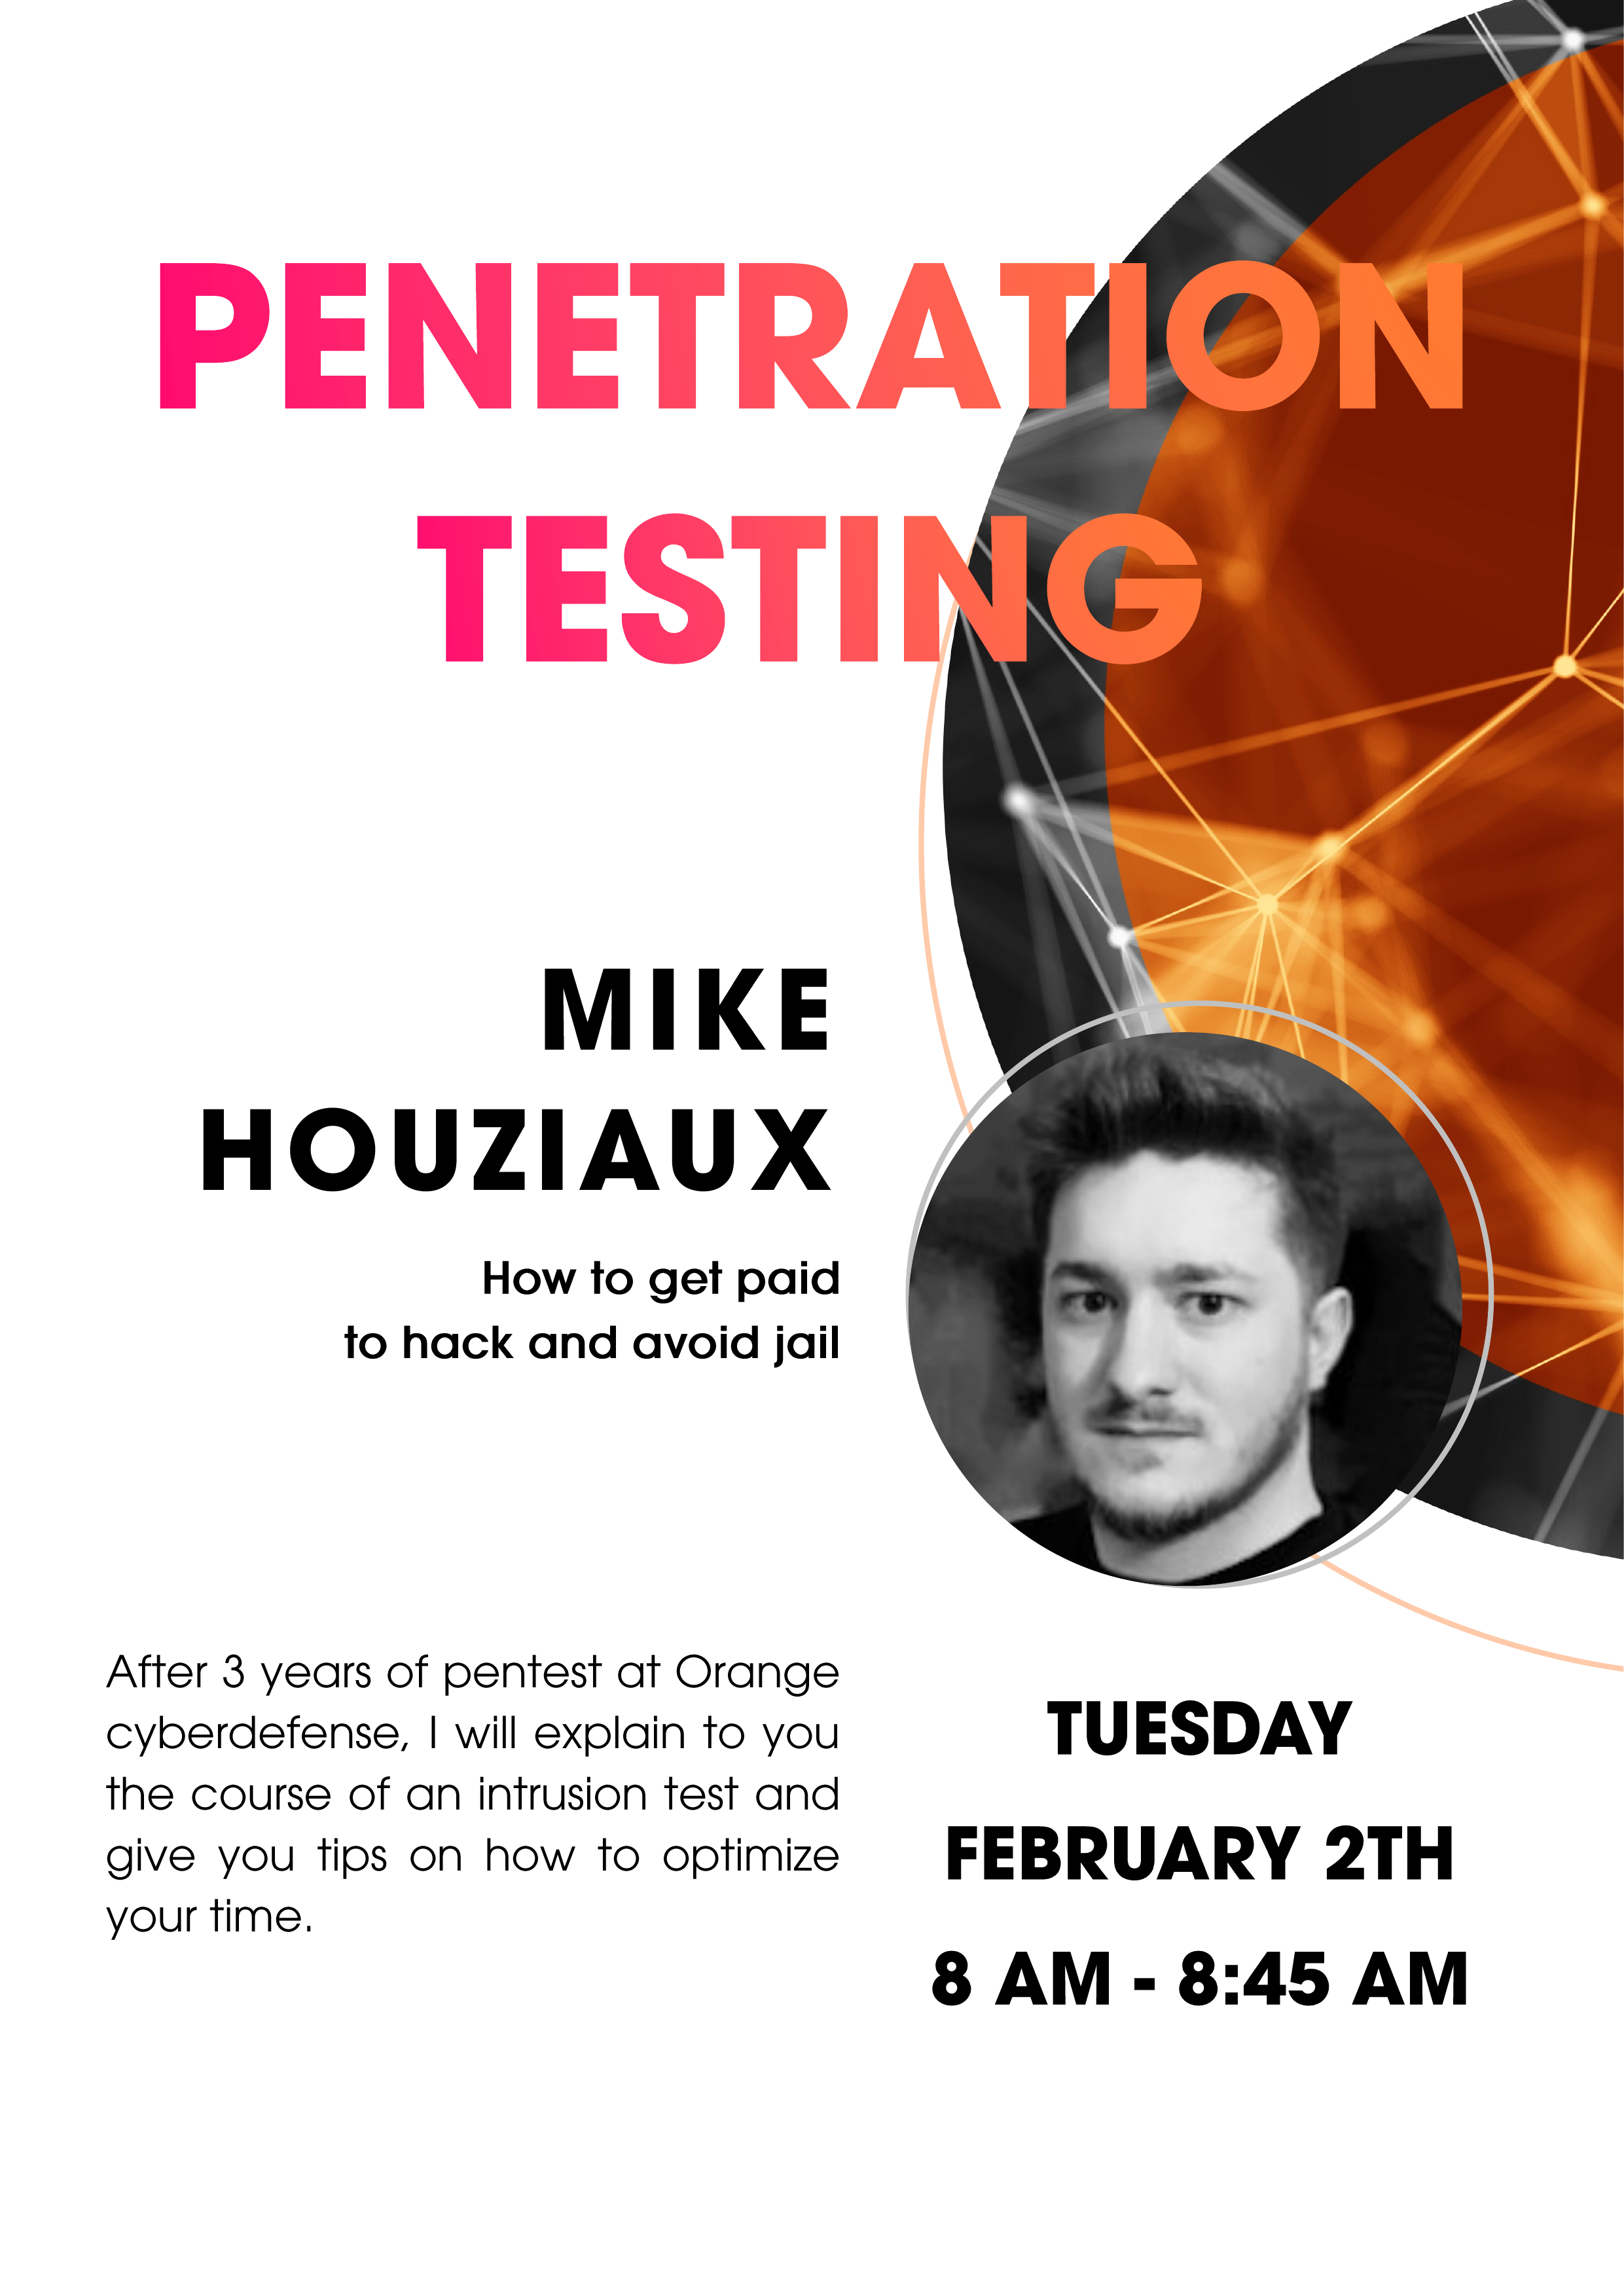 PENETRATION
TESTING
MIKE
HOUZIAUX
How to get paid
to hack and avoid jail
After 3 years of pentest at Orange
cyberdefense, I will explain to you
the course of an intrusion test and
give you tips on how to optimize
your time.
TUESDAY
FEBRUARY 2TH
8 AM - 8:45 AM